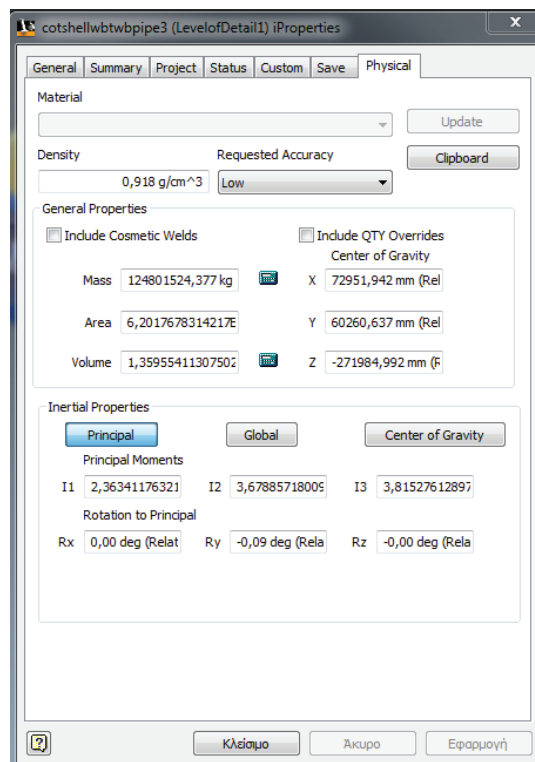 cotshellwbtwbpipe3 (LevelofDetail1) iProperties
General Summary Project Status Custom Save Physical
Material
Update
Density Requested Accuracy Clipboard
0,918 g/cm^3 Low
General Properties
Include Cosmetic Welds Include QTY Overrides
Center of Gravity
Mass 124801524,377 kg X 72951,942 mm (Rel
Area 6,2017678314217E Y 60260,637 mm (Rel
Volume 1,35955411307502 Z -271984,992 mm (R
Inertial Properties
Principal Global Center of Gravity
Principal Moments
I1 2,36341176321 I2 3,67885718009 I3 3,81527612897
Rotation to Principal
Rx 0,00 deg (Relat Ry -0,09 deg (Rela Rz -0,00 deg (Rela
Κλείσιμο Άκυρο Εφαρμογή